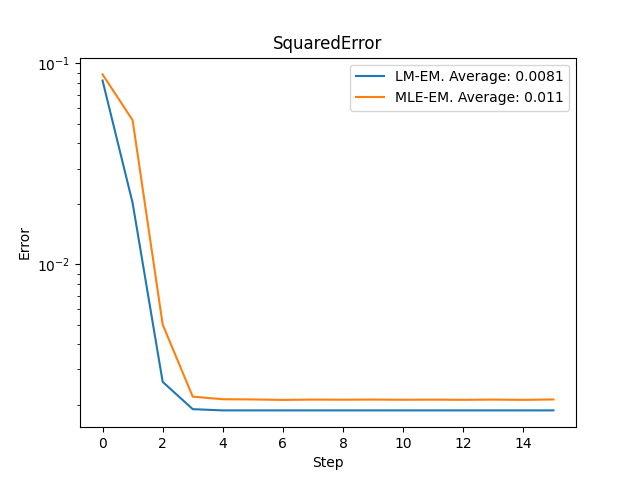 SquaredError
LM-EM. Average: 0.0081
MLE-EM. Average: 0.011
10⁻¹
10⁻²
Error
0 2 4 6 8 10 12 14
Step